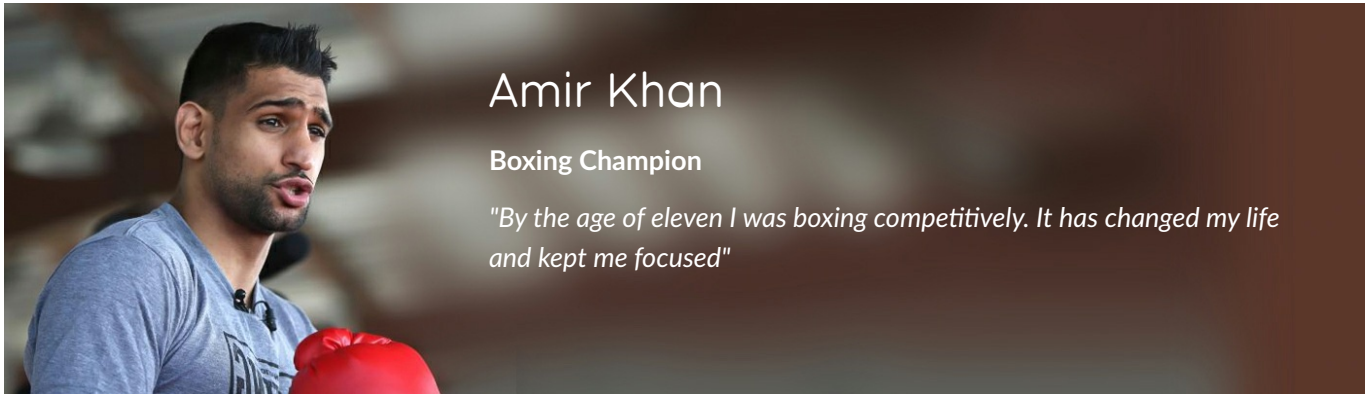 Amir Khan
Boxing Champion
"By the age of eleven I was boxing competitively. It has changed my life
and kept me focused"